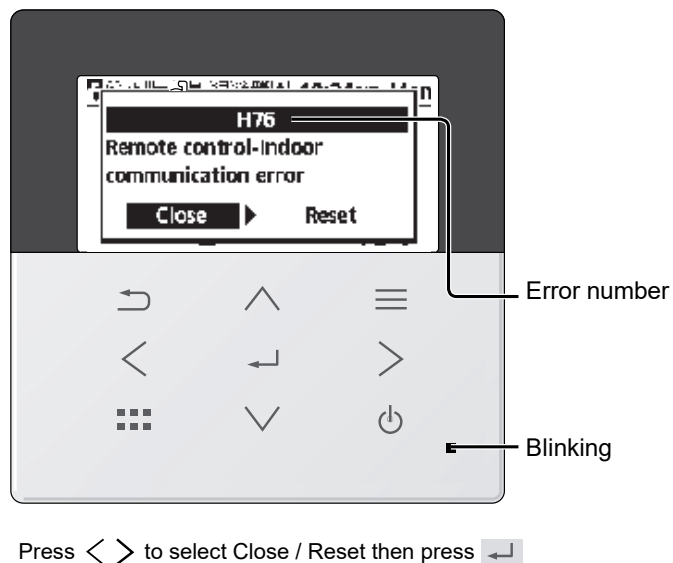 H76
Remote control-Indoor
communication error
Close Reset
Error number
Blinking
Press < > to select Close / Reset then press